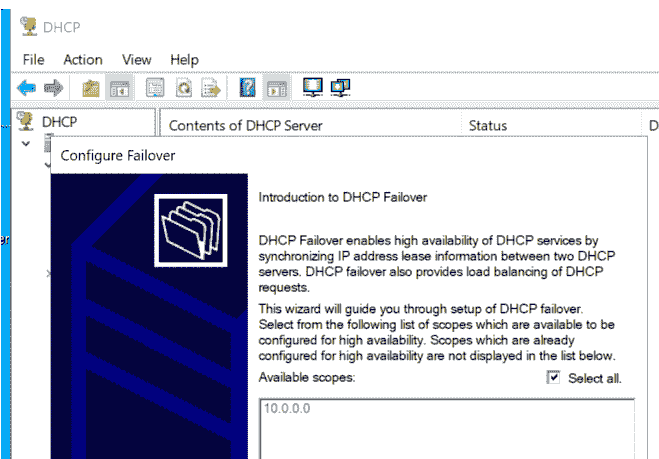 DHCP
File Action View Help
DHCP
Contents of DHCP Server Status D
Configure Failover
Introduction to DHCP Failover
DHCP Failover enables high availability of DHCP services by
synchronizing IP address lease information between two DHCP
servers. DHCP failover also provides load balancing of DHCP
requests.
This wizard will guide you through setup of DHCP failover.
Select from the following list of scopes which are available to be
configured for high availability. Scopes which are already
configured for high availability are not displayed in the list below.
Available scopes: Select all.
10.0.0.0